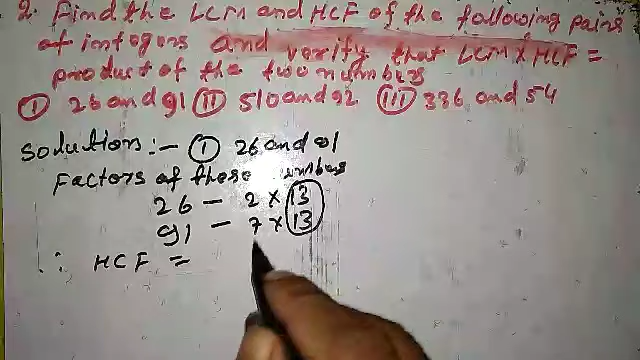 2. Find the LCM and HCF of the following pairs
of integers and verify that LCM × HCF =
product of the two numbers
(I) 26 and 91 (II) 510 and 92 (III) 336 and 54
Solution :- (I) 26 and 91
Factors of these numbers
26 - 2 × 13
91 - 7 × 13
∴ HCF =